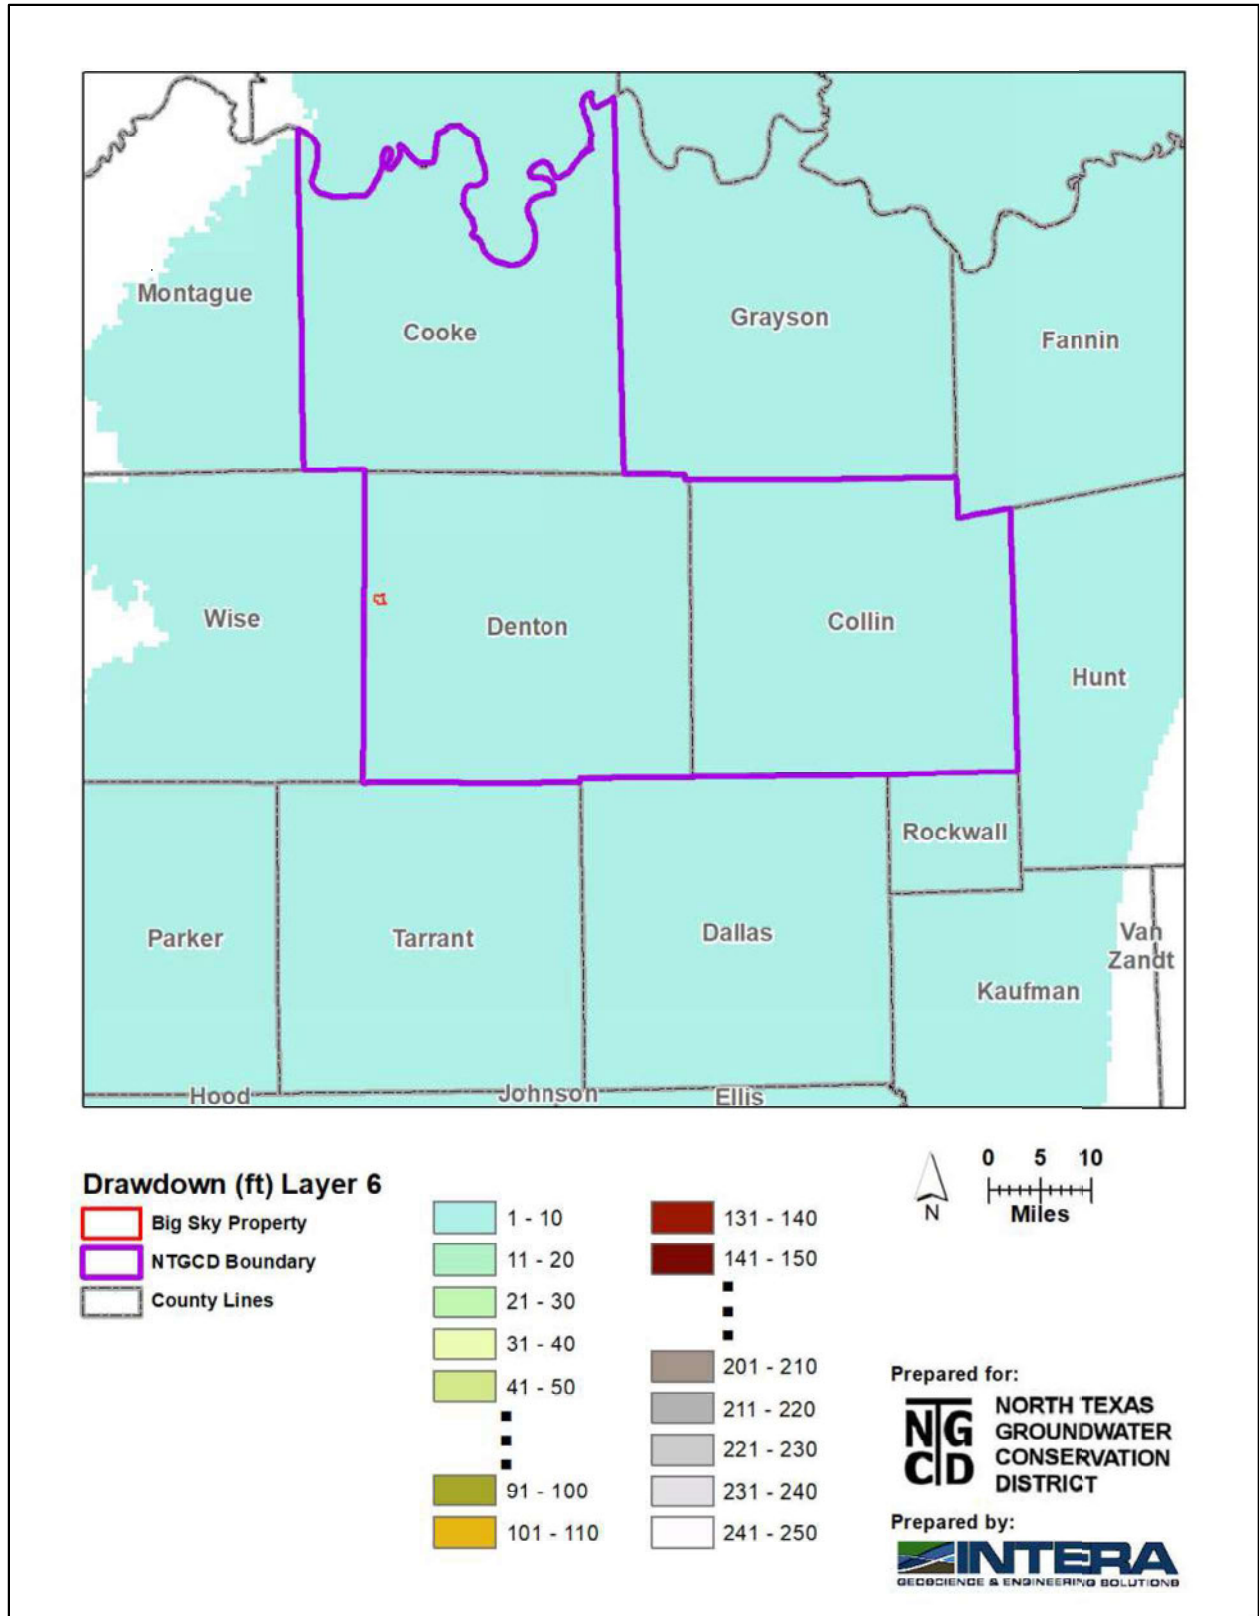 Montague
Cooke
Grayson
Fannin
Wise
Denton
Collin
Hunt
Rockwall
Parker
Tarrant
Dallas
Van
Zandt
Kaufman
Hood
Johnson
Ellis
Drawdown (ft) Layer 6
Big Sky Property
NTGCD Boundary
County Lines
1 - 10
11 - 20
21 - 30
31 - 40
41 - 50
91 - 100
101 - 110
131 - 140
141 - 150
201 - 210
211 - 220
221 - 230
231 - 240
241 - 250
N
0 5 10
Miles
Prepared for:
NTG
CD
NORTH TEXAS
GROUNDWATER
CONSERVATION
DISTRICT
Prepared by:
INTERA
GEOSCIENCE & ENGINEERING SOLUTIONS